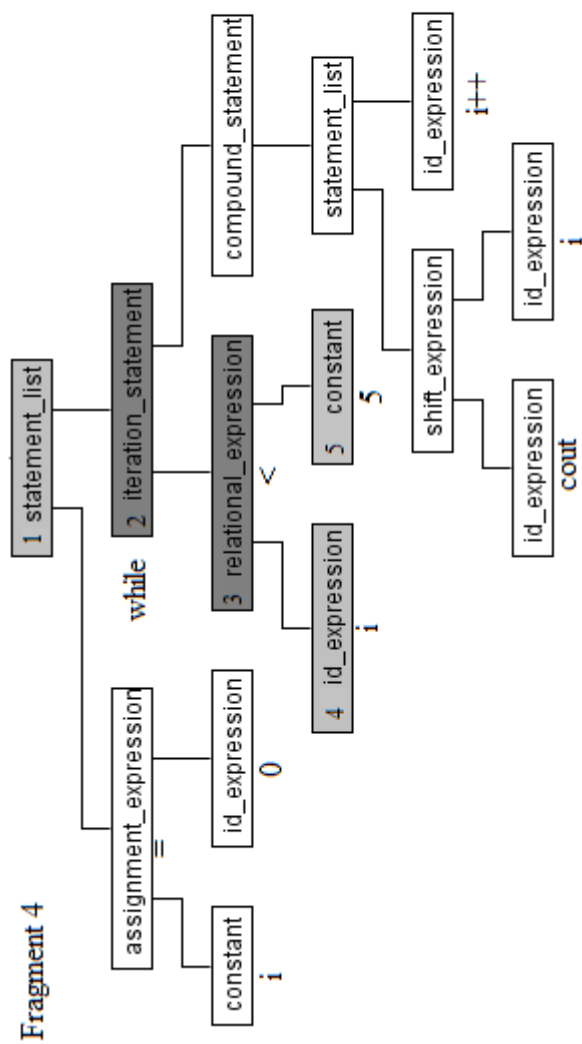 Fragment 4
1 statement_list
assignment_expression
=
2 iteration_statement
while
constant
i
id_expression
0
3 relational_expression
<
compound_statement
4 id_expression
i
5 constant
5
statement_list
shift_expression
id_expression
i++
id_expression
cout
id_expression
i